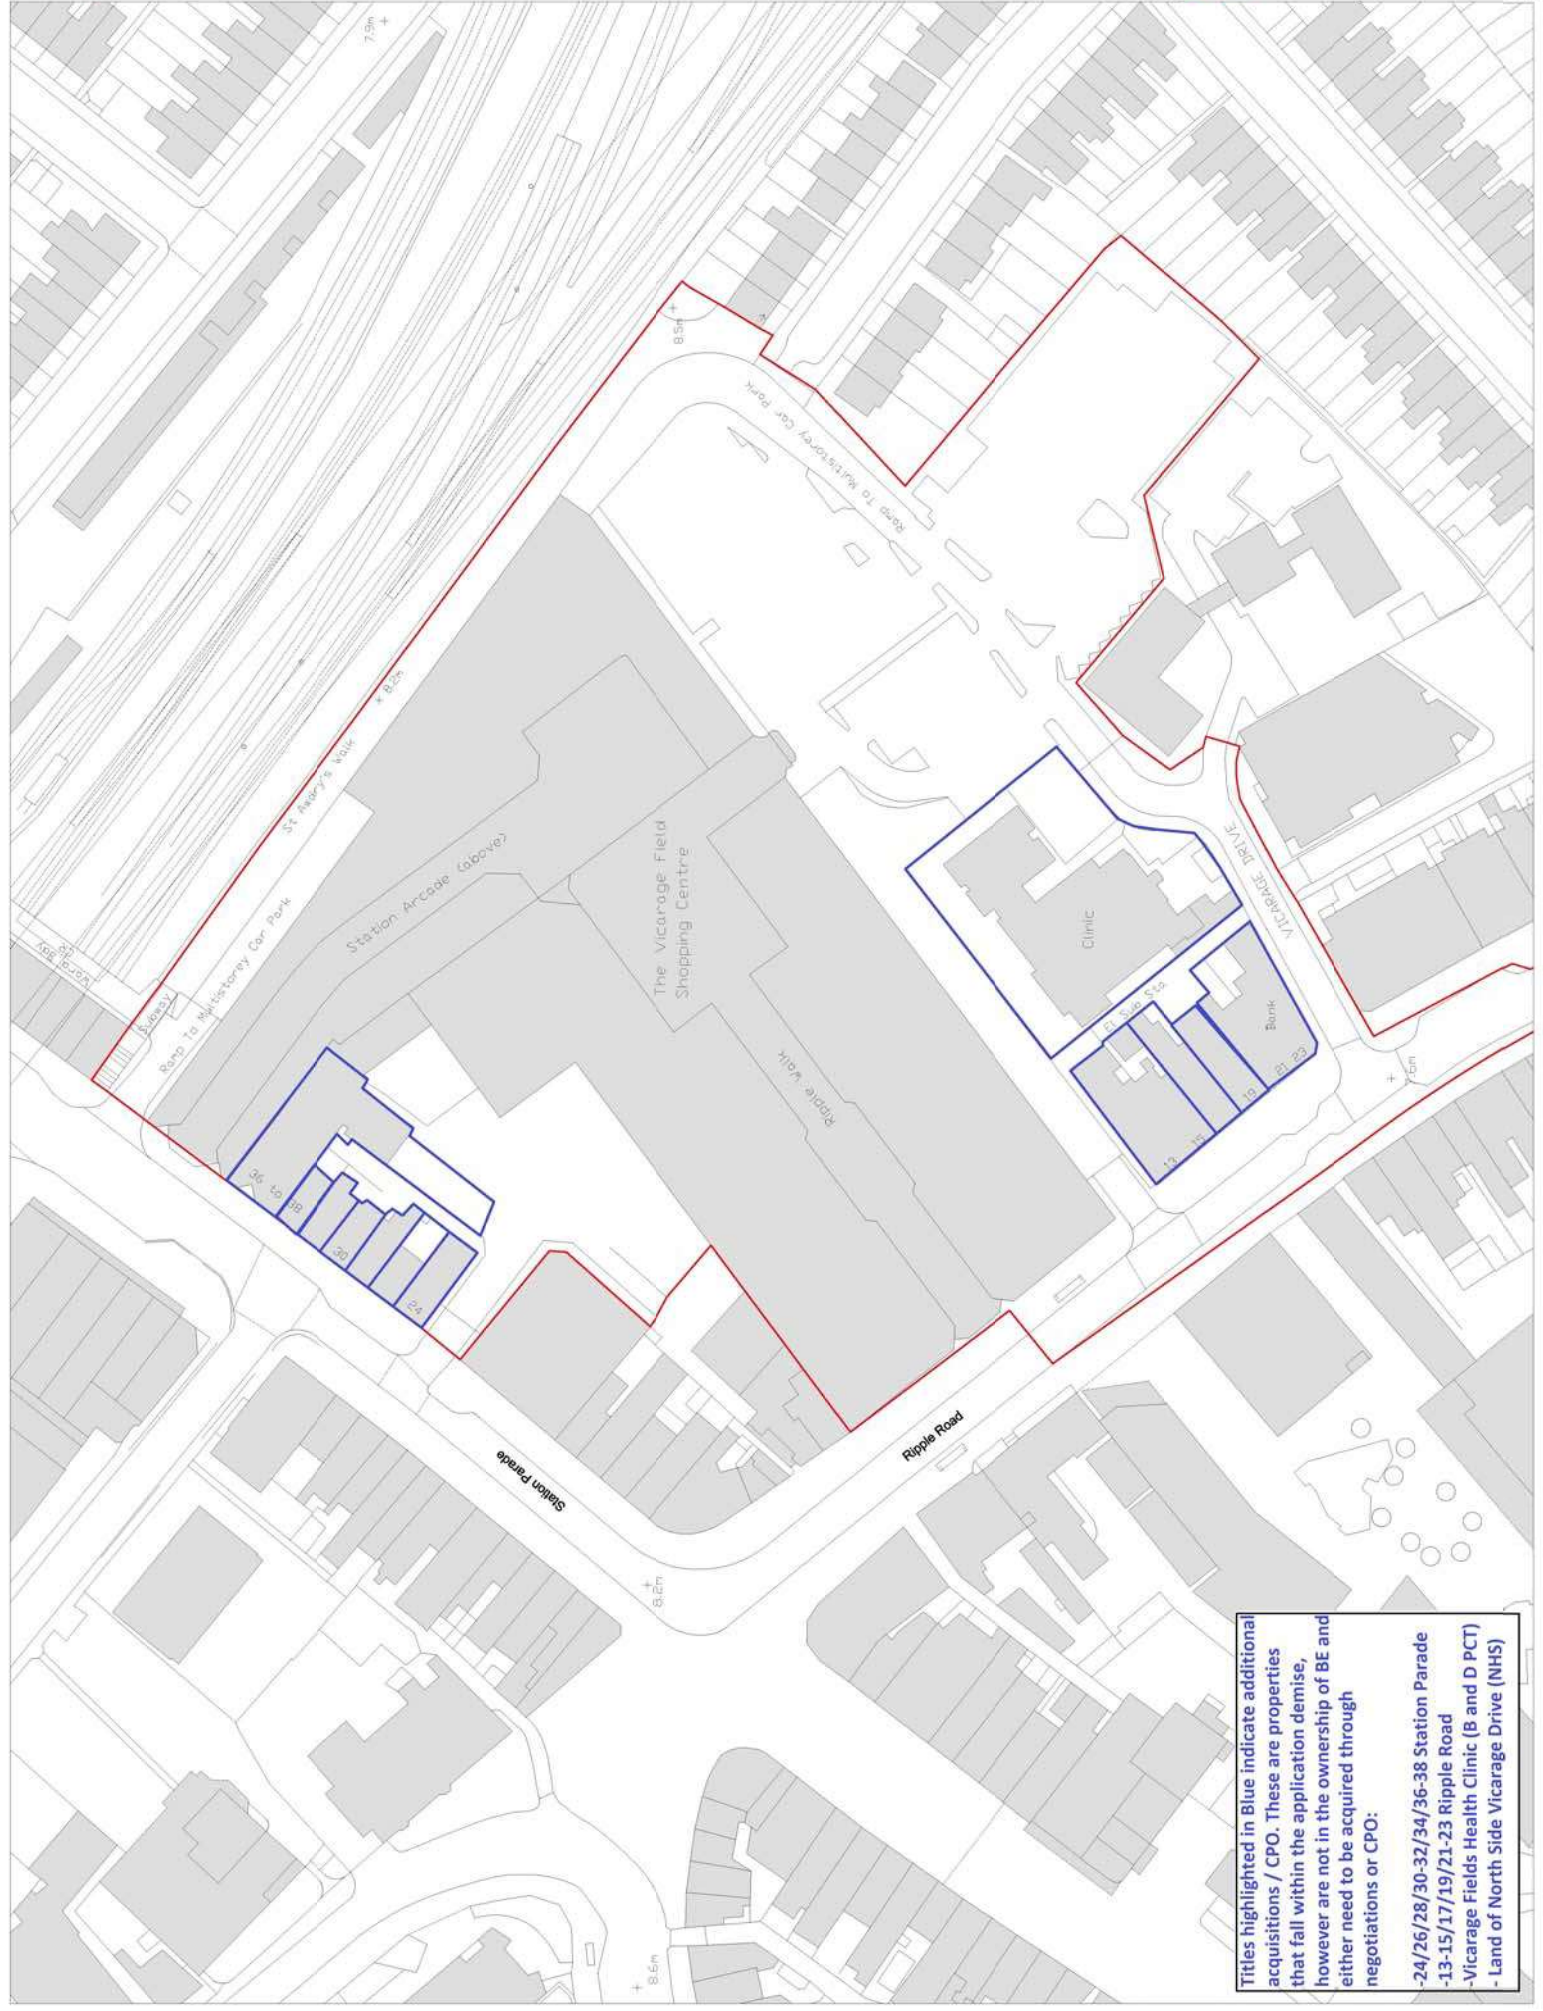 7.9m
Ward Bdy
CR
Subway
Ramp To Multistorey Car Park
St Awdry's Walk
8.2m
8.5m
Ramp To Multistorey Car Park
Station Arcade (above)
The Vicarage Field
Shopping Centre
Ripple Walk
36 to 38
30
24
Clinic
El Sub Sta
Bank
VICARAGE DRIVE
13
15
19
21
23
7.6m
Station Parade
Ripple Road
8.2m
8.6m
Titles highlighted in Blue indicate additional
acquisitions / CPO. These are properties
that fall within the application demise,
however are not in the ownership of BE and
either need to be acquired through
negotiations or CPO:
-24/26/28/30-32/34/36-38 Station Parade
-13-15/17/19/21-23 Ripple Road
-Vicarage Fields Health Clinic (B and D PCT)
- Land of North Side Vicarage Drive (NHS)